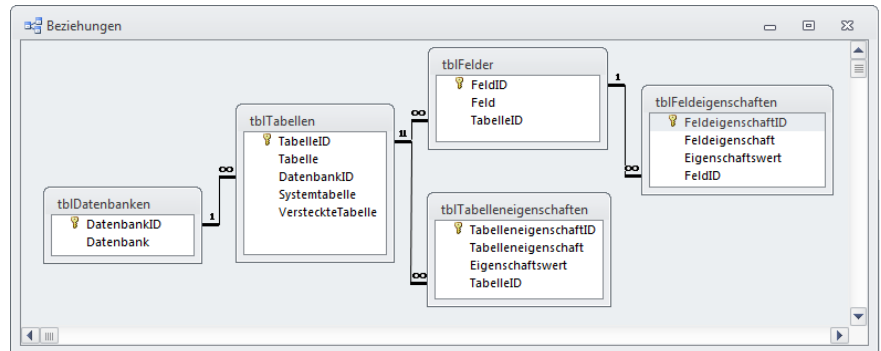 Beziehungen
tblDatenbanken
DatenbankID
Datenbank
1
∞
tblTabellen
TabelleID
Tabelle
DatenbankID
Systemtabelle
VersteckteTabelle
1
1
∞
tblFelder
FeldID
Feld
TabelleID
1
∞
tblFeldeigenschaften
FeldeigenschaftID
Feldeigenschaft
Eigenschaftswert
FeldID
∞
tblTabelleneigenschaften
TabelleneigenschaftID
Tabelleneigenschaft
Eigenschaftswert
TabelleID